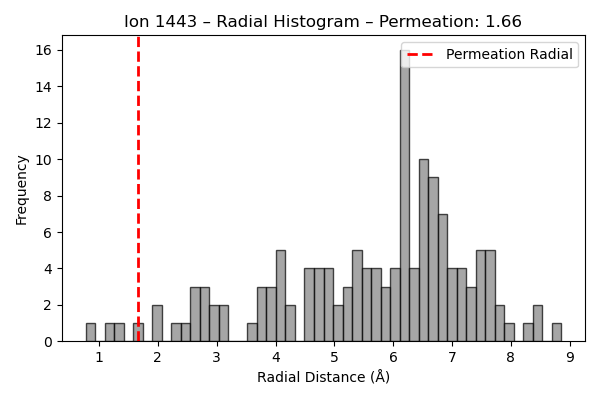 Ion 1443 – Radial Histogram – Permeation: 1.66
Permeation Radial
Frequency
16
14
12
10
8
6
4
2
0
1 2 3 4 5 6 7 8 9
Radial Distance (Å)